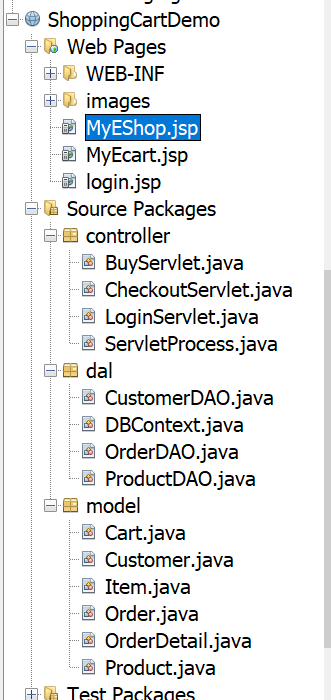 ShoppingCartDemo
Web Pages
WEB-INF
images
MyEShop.jsp
MyEcart.jsp
login.jsp
Source Packages
controller
BuyServlet.java
CheckoutServlet.java
LoginServlet.java
ServletProcess.java
dal
CustomerDAO.java
DBContext.java
OrderDAO.java
ProductDAO.java
model
Cart.java
Customer.java
Item.java
Order.java
OrderDetail.java
Product.java
Test Packages